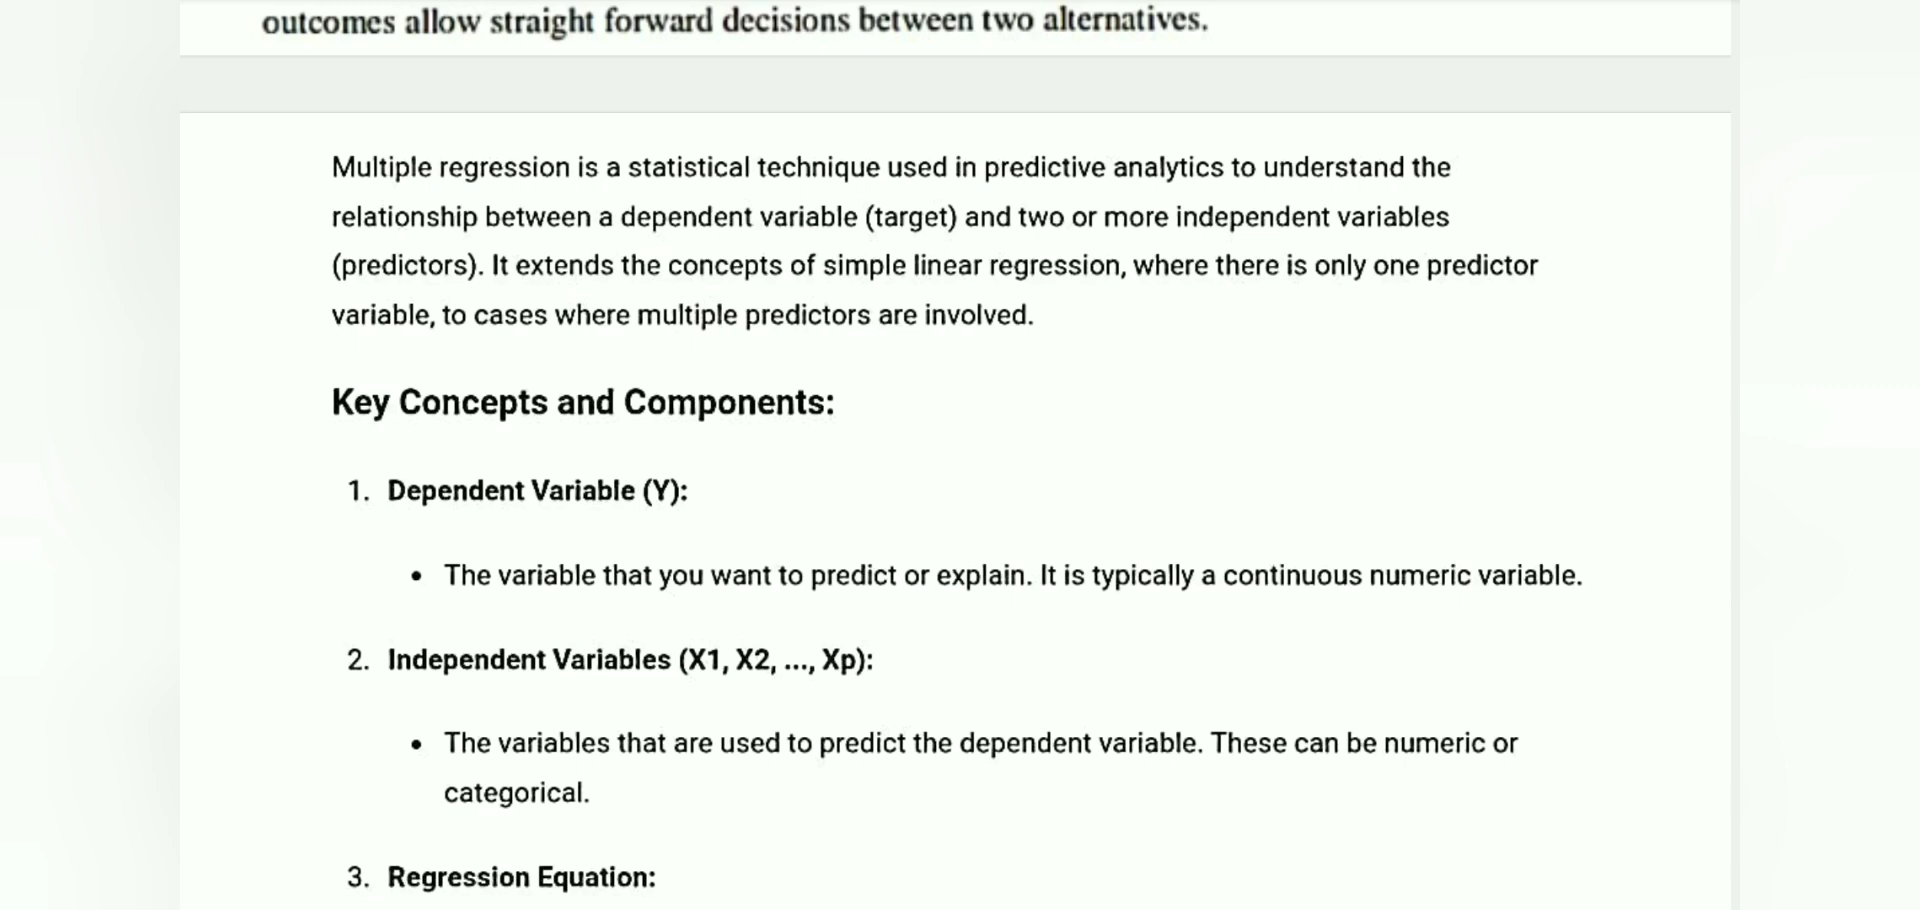 outcomes allow straight forward decisions between two alternatives.
Multiple regression is a statistical technique used in predictive analytics to understand the
relationship between a dependent variable (target) and two or more independent variables
(predictors). It extends the concepts of simple linear regression, where there is only one predictor
variable, to cases where multiple predictors are involved.
Key Concepts and Components:
1. Dependent Variable (Y):
• The variable that you want to predict or explain. It is typically a continuous numeric variable.
2. Independent Variables (X1, X2, ..., Xp):
• The variables that are used to predict the dependent variable. These can be numeric or
categorical.
3. Regression Equation: